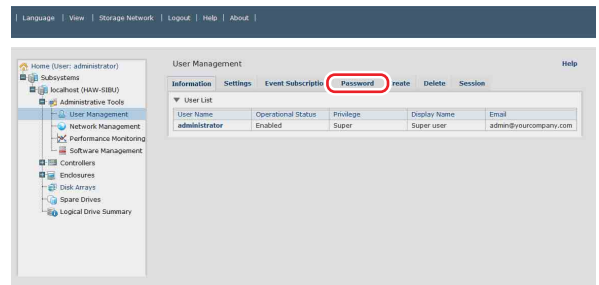 | Language | View | Storage Network | Logout | Help | About |
Home (User: administrator)
Subsystems
localhost (HAW-SIBU)
Administrative Tools
User Management
Network Management
Performance Monitoring
Software Management
Controllers
Enclosures
Disk Arrays
Spare Drives
Logical Drive Summary
User Management Help
Information Settings Event Subscriptio Password reate Delete Session
User List
User Name Operational Status Privilege Display Name Email
administrator Enabled Super Super user admin@yourcompany.com